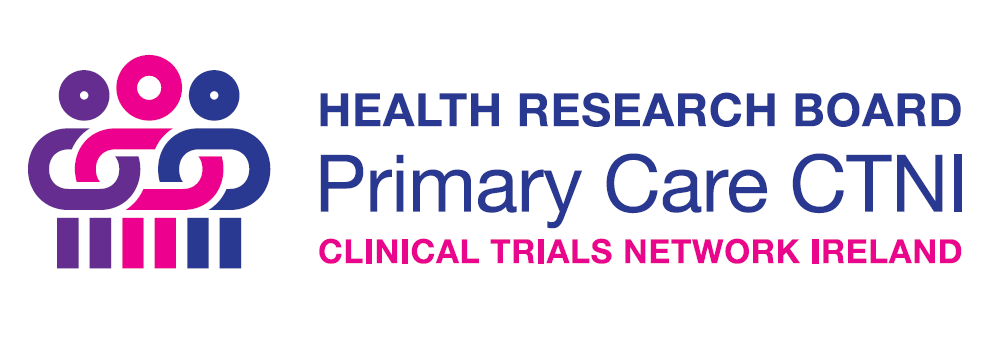 HEALTH RESEARCH BOARD
Primary Care CTNI
CLINICAL TRIALS NETWORK IRELAND